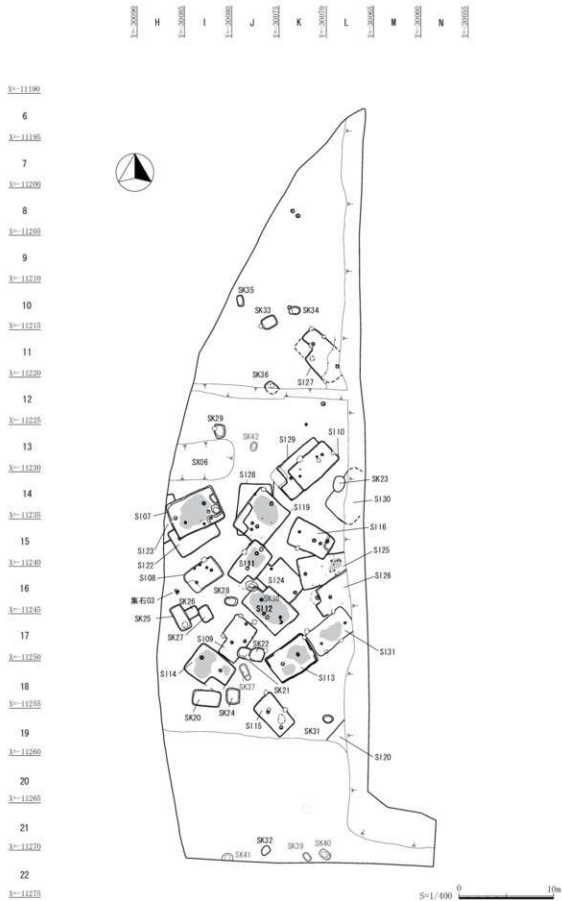 Y=-30090
H
Y=-30085
I
Y=-30080
J
Y=-30075
K
Y=-30070
L
Y=-30065
M
Y=-30060
N
Y=-30055
X=-11190
6
X=-11195
7
X=-11200
8
X=-11205
9
X=-11210
10
X=-11215
11
X=-11220
12
X=-11225
13
X=-11230
14
X=-11235
15
X=-11240
16
X=-11245
17
X=-11250
18
X=-11255
19
X=-11260
20
X=-11265
21
X=-11270
22
X=-11275
SK35
SK33
SK34
SI27
SK36
SK29
SK42
SI29
SI10
SX06
SK23
SI28
SI30
SI07
SI19
SI16
SI23
SI22
SI25
SI11
SI08
SI24
SI26
集石03
SK28
SK38
SK26
SI12
SK25
SK27
SI09
SK22
SI31
SI14
SI13
SK37
SK21
SK20
SK24
SI15
SK31
SI20
SK32
SK39
SK40
SK41
S=1/400
0
10m